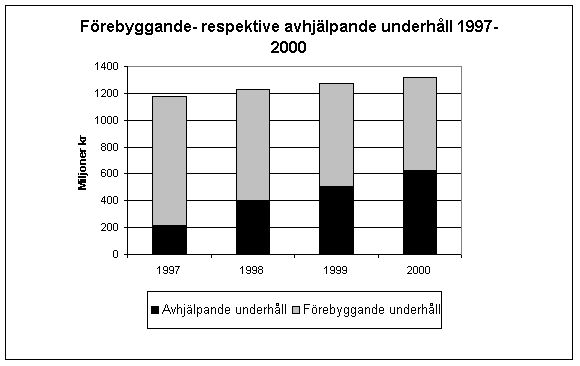 Förebyggande- respektive avhjälpande underhåll 1997-
2000
Miljoner kr
1400
1200
1000
800
600
400
200
0
1997 1998 1999 2000
Avhjälpande underhåll Förebyggande underhåll